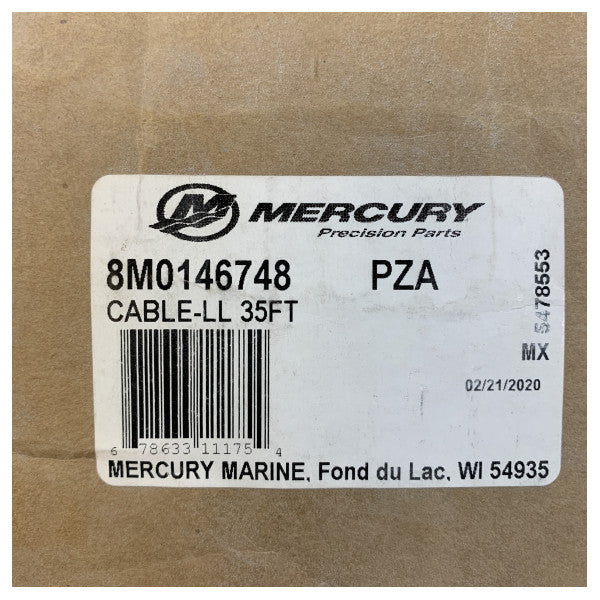 MERCURY
Precision Parts
8M0146748 PZA
CABLE-LL 35FT
5478553
MX
02/21/2020
6 78633 11175 4
MERCURY MARINE, Fond du Lac, WI 54935